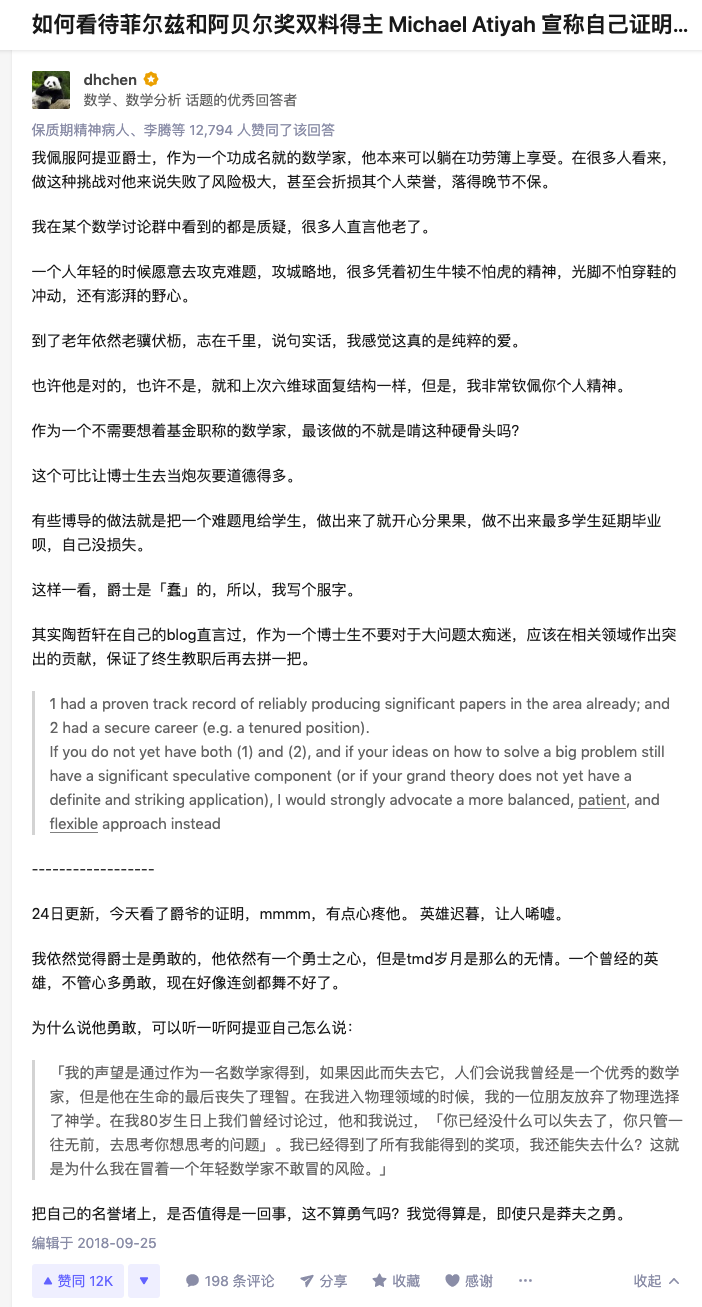 如何看待菲尔兹和阿贝尔奖双料得主 Michael Atiyah 宣称自己证明...
dhchen
数学、数学分析 话题的优秀回答者
保质期精神病人、李腾等 12,794 人赞同了该回答
我佩服阿提亚爵士，作为一个功成名就的数学家，他本来可以躺在功劳簿上享受。在很多人看来，
做这种挑战对他来说失败了风险极大，甚至会折损其个人荣誉，落得晚节不保。
我在某个数学讨论群中看到的都是质疑，很多人直言他老了。
一个人年轻的时候愿意去攻克难题，攻城略地，很多凭着初生牛犊不怕虎的精神，光脚不怕穿鞋的
冲动，还有澎湃的野心。
到了老年依然老骥伏枥，志在千里，说句实话，我感觉这真的是纯粹的爱。
也许他是对的，也许不是，就和上次六维球面复结构一样，但是，我非常钦佩你个人精神。
作为一个不需要想着基金职称的数学家，最该做的不就是啃这种硬骨头吗？
这个可比让博士生去当炮灰要道德得多。
有些博导的做法就是把一个难题甩给学生，做出来了就开心分果果，做不出来最多学生延期毕业
呗，自己没损失。
这样一看，爵士是「蠢」的，所以，我写个服字。
其实陶哲轩在自己的blog直言过，作为一个博士生不要对于大问题太痴迷，应该在相关领域作出突
出的贡献，保证了终生教职后再去拼一把。
1 had a proven track record of reliably producing significant papers in the area already; and
2 had a secure career (e.g. a tenured position).
If you do not yet have both (1) and (2), and if your ideas on how to solve a big problem still
have a significant speculative component (or if your grand theory does not yet have a
definite and striking application), I would strongly advocate a more balanced, patient, and
flexible approach instead
------------------
24日更新，今天看了爵爷的证明，mmmm，有点心疼他。 英雄迟暮，让人唏嘘。
我依然觉得爵士是勇敢的，他依然有一个勇士之心，但是tmd岁月是那么的无情。一个曾经的英
雄，不管心多勇敢，现在好像连剑都舞不好了。
为什么说他勇敢，可以听一听阿提亚自己怎么说：
「我的声望是通过作为一名数学家得到，如果因此而失去它，人们会说我曾经是一个优秀的数学
家，但是他在生命的最后丧失了理智。在我进入物理领域的时候，我的一位朋友放弃了物理选择
了神学。在我80岁生日上我们曾经讨论过，他和我说过，「你已经没什么可以失去了，你只管一
往无前，去思考你想思考的问题」。我已经得到了所有我能得到的奖项，我还能失去什么？这就
是为什么我在冒着一个年轻数学家不敢冒的风险。」
把自己的名誉堵上，是否值得是一回事，这不算勇气吗？我觉得算是，即使只是莽夫之勇。
编辑于 2018-09-25
赞同 12K 198 条评论 分享 收藏 感谢 ··· 收起